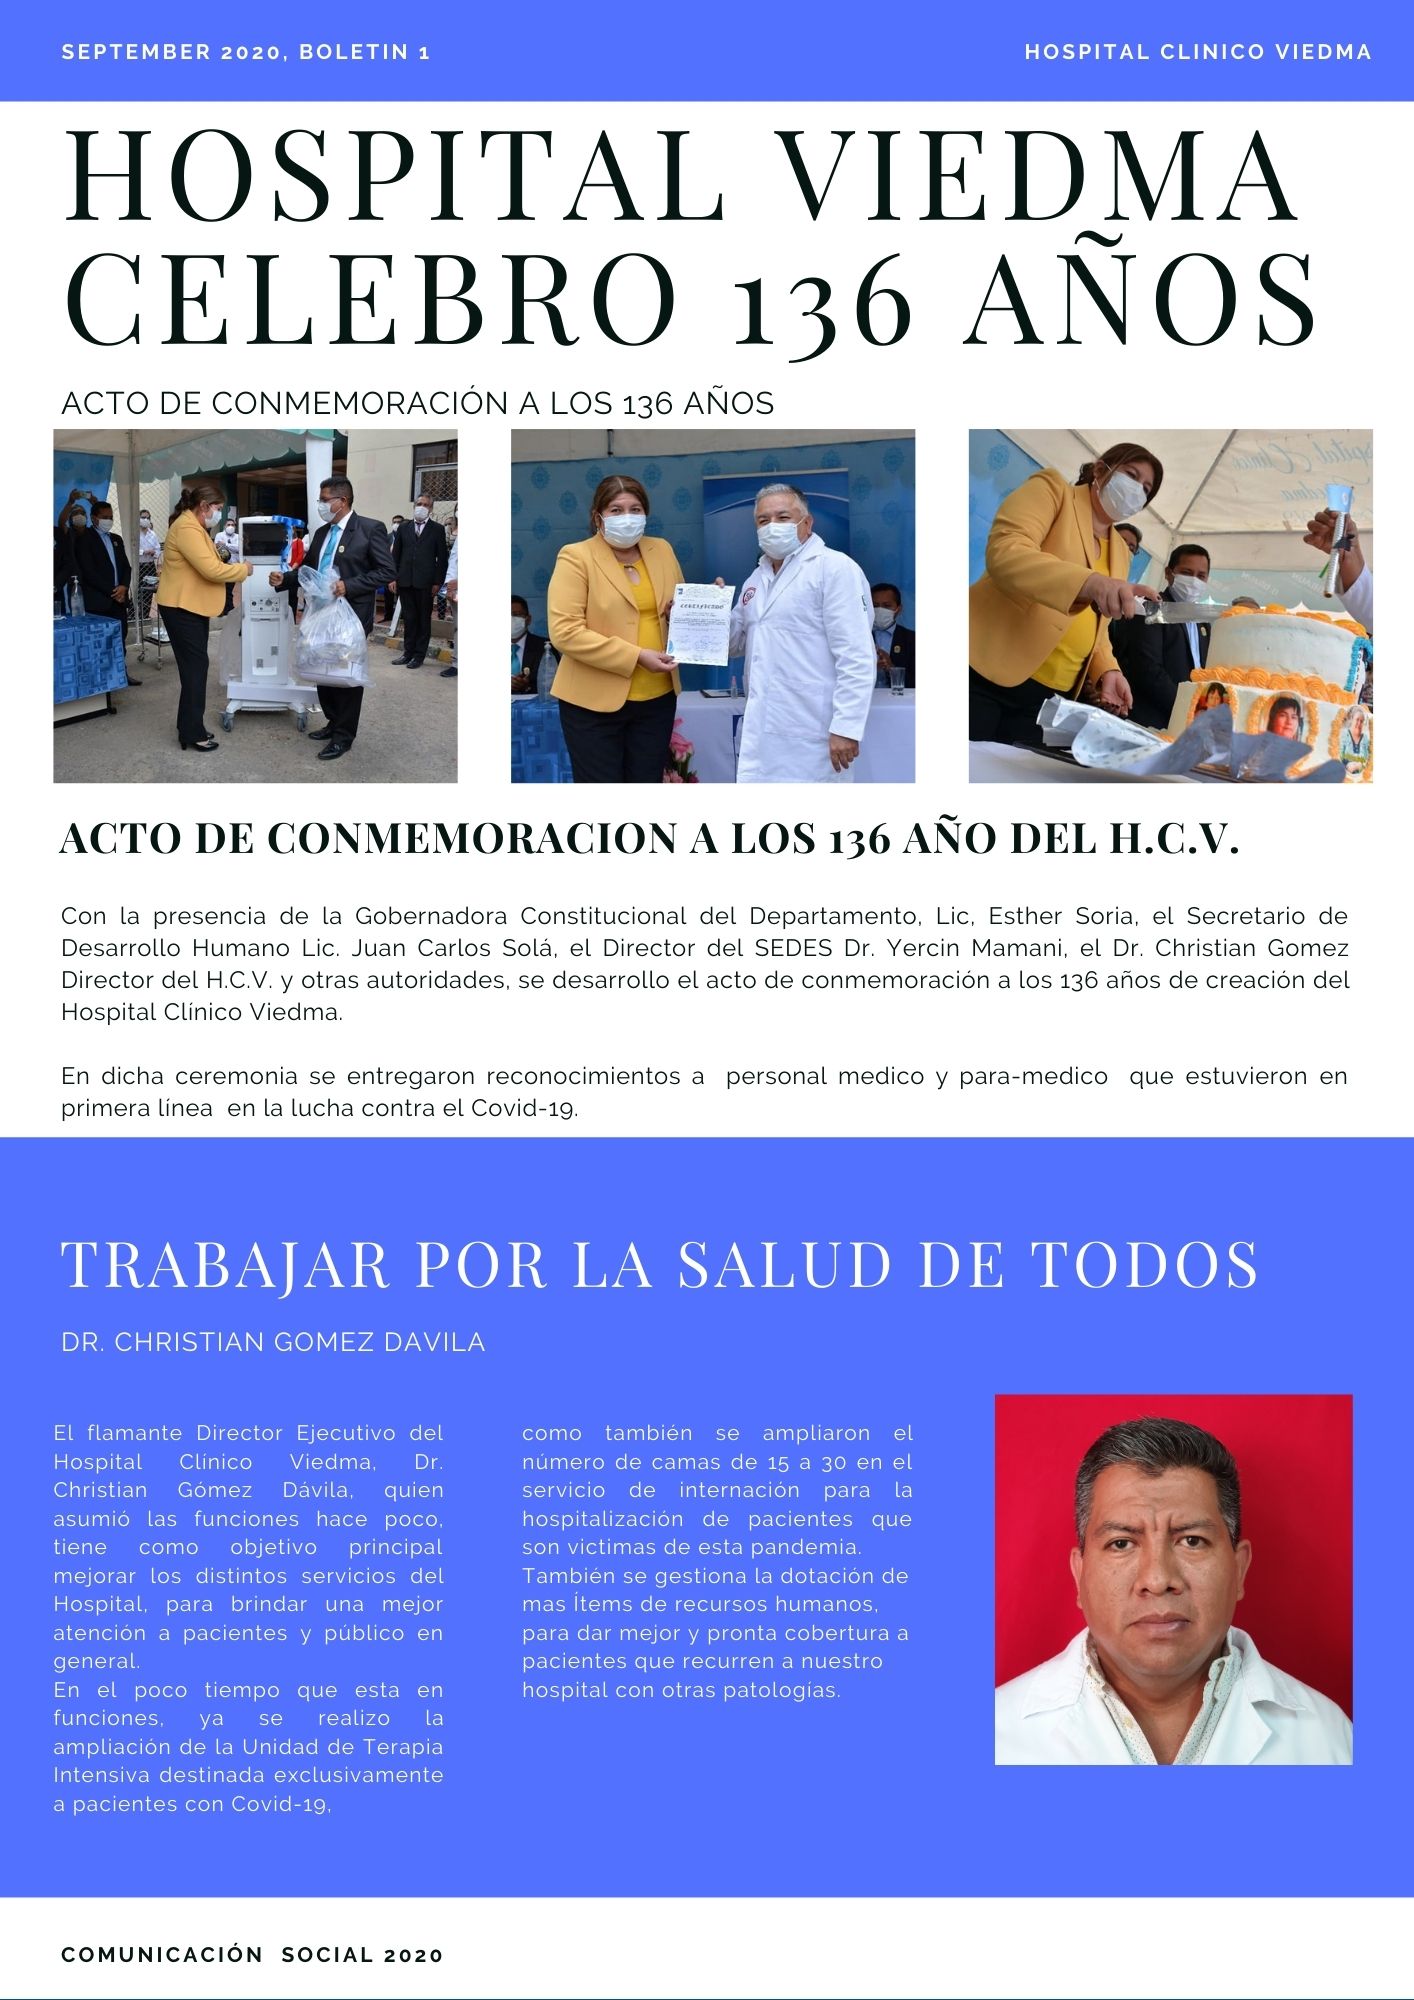 SEPTEMBER 2020, BOLETIN 1
HOSPITAL CLINICO VIEDMA
HOSPITAL VIEDMA
CELEBRO 136 AÑOS
ACTO DE CONMEMORACIÓN A LOS 136 AÑOS
CERTIFICADO
ACTO DE CONMEMORACION A LOS 136 AÑO DEL H.C.V.
Con la presencia de la Gobernadora Constitucional del Departamento, Lic, Esther Soria, el Secretario de
Desarrollo Humano Lic. Juan Carlos Solá, el Director del SEDES Dr. Yercin Mamani, el Dr. Christian Gomez
Director del H.C.V. y otras autoridades, se desarrollo el acto de conmemoración a los 136 años de creación del
Hospital Clínico Viedma.
En dicha ceremonia se entregaron reconocimientos a personal medico y para-medico que estuvieron en
primera línea en la lucha contra el Covid-19.
TRABAJAR POR LA SALUD DE TODOS
DR. CHRISTIAN GOMEZ DAVILA
El flamante Director Ejecutivo del
Hospital Clínico Viedma, Dr.
Christian Gómez Dávila, quien
asumió las funciones hace poco,
tiene como objetivo principal
mejorar los distintos servicios del
Hospital, para brindar una mejor
atención a pacientes y público en
general.
En el poco tiempo que esta en
funciones, ya se realizo la
ampliación de la Unidad de Terapia
Intensiva destinada exclusivamente
a pacientes con Covid-19,
como también se ampliaron el
número de camas de 15 a 30 en el
servicio de internación para la
hospitalización de pacientes que
son victimas de esta pandemia.
También se gestiona la dotación de
mas Ítems de recursos humanos,
para dar mejor y pronta cobertura a
pacientes que recurren a nuestro
hospital con otras patologías.
COMUNICACIÓN SOCIAL 2020